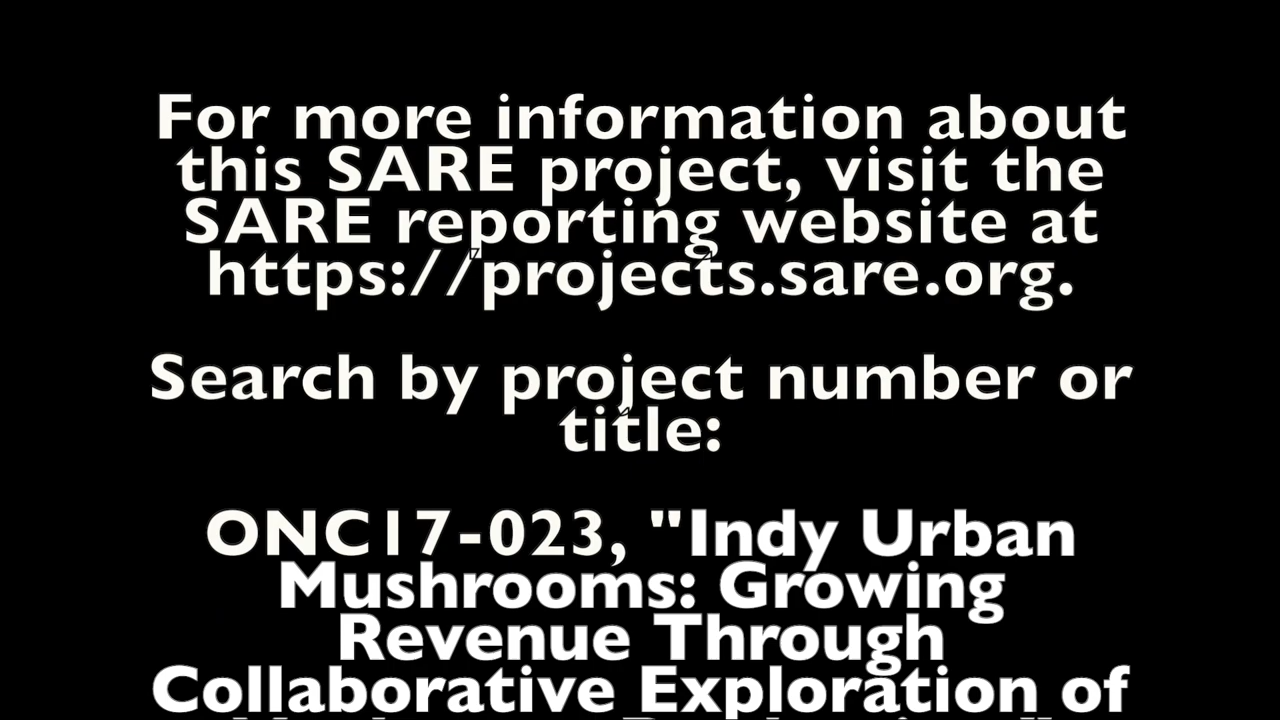 For more information about
this SARE project, visit the
SARE reporting website at
https://projects.sare.org.
Search by project number or
title:
ONC17-023, "Indy Urban
Mushrooms: Growing
Revenue Through
Collaborative Exploration of